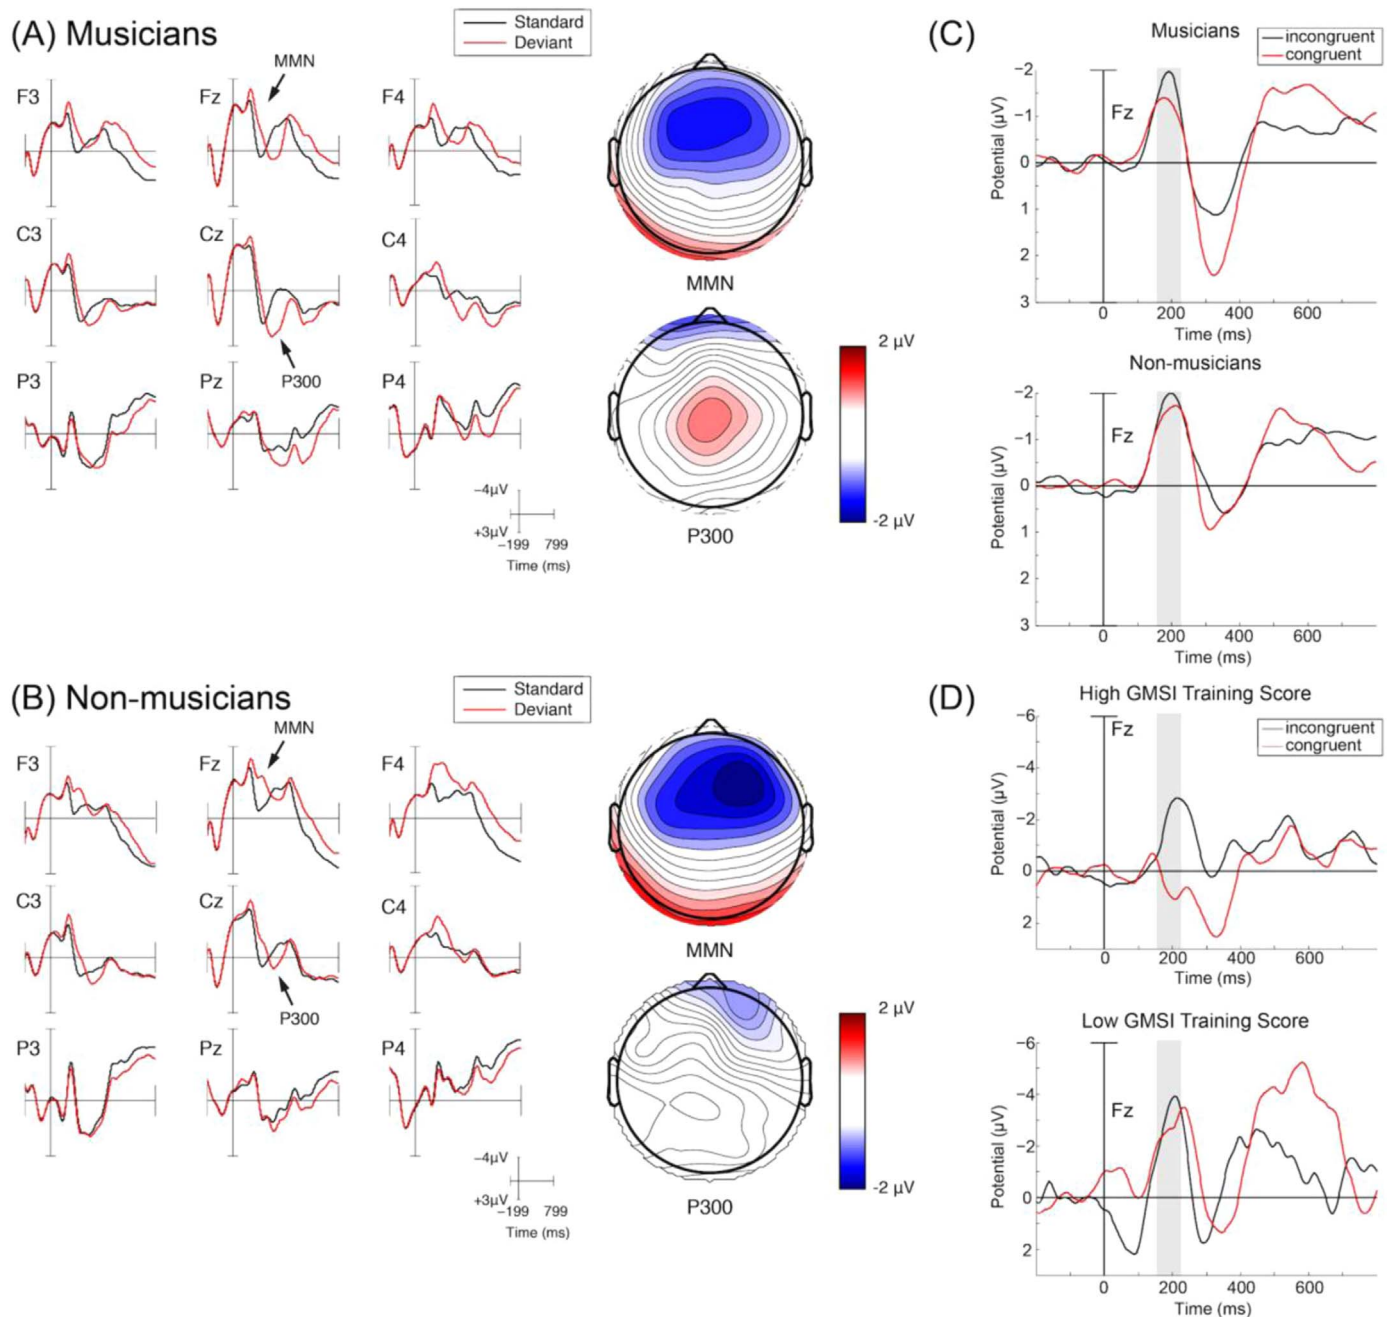 (A) Musicians
Standard
Deviant
MMN
F3
Fz
F4
C3
Cz
C4
P300
P3
Pz
P4
−4μV
+3μV
−199 799
Time (ms)
MMN
P300
2 μV
-2 μV
(B) Non-musicians
Standard
Deviant
MMN
F3
Fz
F4
C3
Cz
C4
P300
P3
Pz
P4
−4μV
+3μV
−199 799
Time (ms)
MMN
P300
2 μV
-2 μV
(C)
Musicians
incongruent
congruent
Fz
Potential (μV)
−2
−1
0
1
2
3
0 200 400 600
Time (ms)
Non-musicians
Fz
Potential (μV)
−2
−1
0
1
2
3
0 200 400 600
Time (ms)
(D)
High GMSI Training Score
incongruent
congruent
Fz
Potential (μV)
−6
−4
−2
0
2
0 200 400 600
Time (ms)
Low GMSI Training Score
Fz
Potential (μV)
−6
−4
−2
0
2
0 200 400 600
Time (ms)